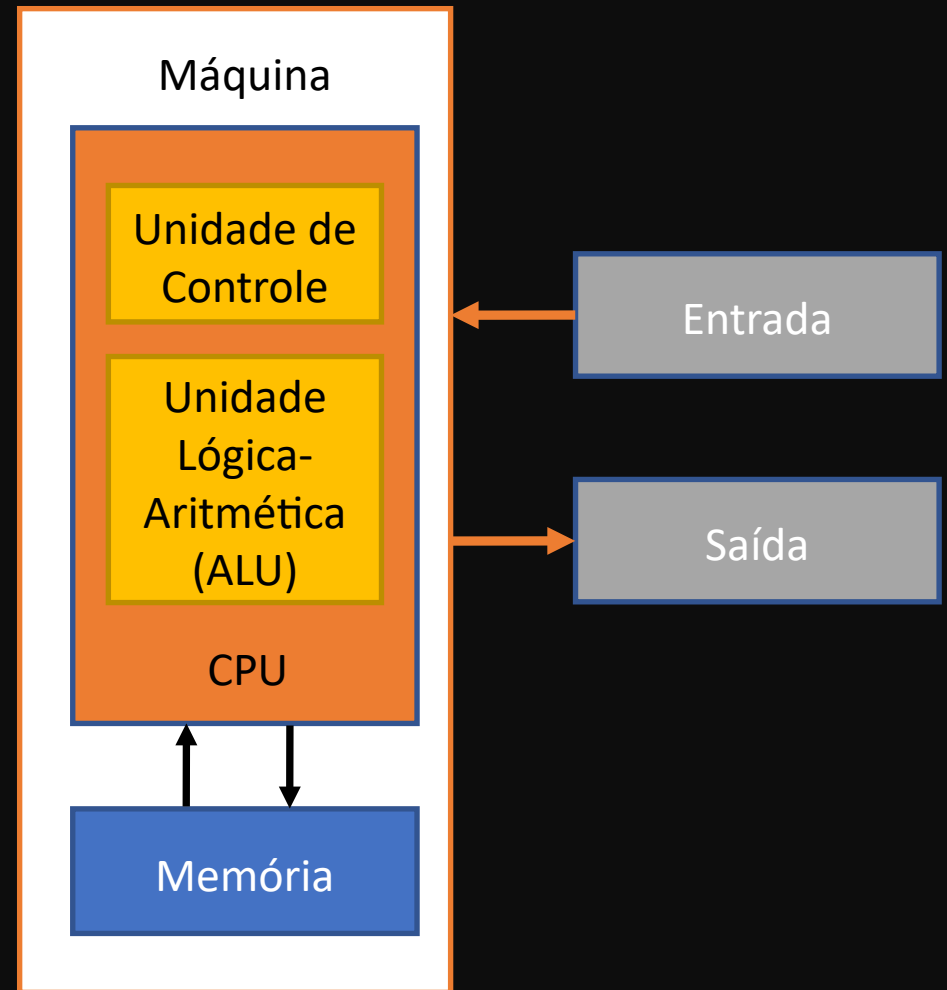 Máquina
Unidade de
Controle
Unidade
Lógica-
Aritmética
(ALU)
CPU
Memória
Entrada
Saída